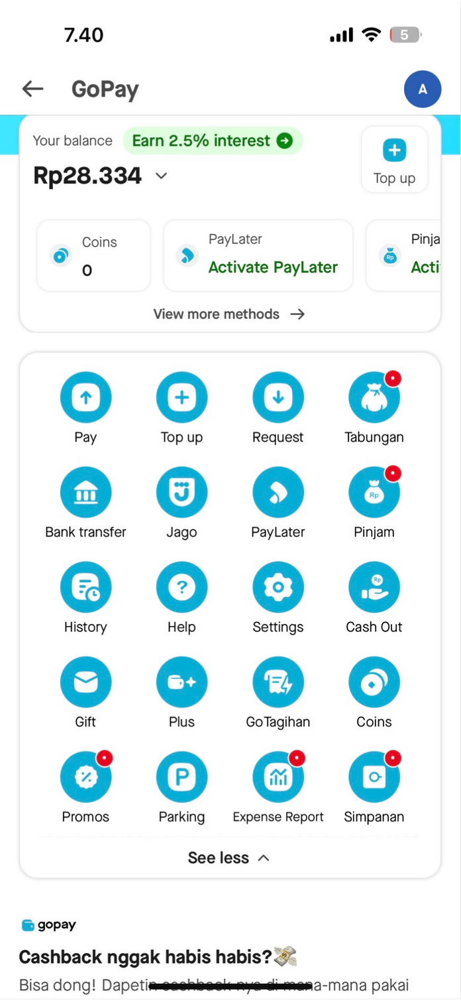 7.40
5
GoPay
A
Your balance
Earn 2.5% interest
Rp28.334
Top up
Coins
0
PayLater
Activate PayLater
Pinja
Acti
Rp
View more methods
Pay
Top up
Request
Tabungan
Rp
Bank transfer
Jago
PayLater
Pinjam
?
Rp
History
Help
Settings
Cash Out
Gift
Plus
GoTagihan
Coins
P
Promos
Parking
Expense Report
Simpanan
See less
gopay
Cashback nggak habis habis?💸
Bisa dong! Dapetin cashback nya di mana-mana pakai